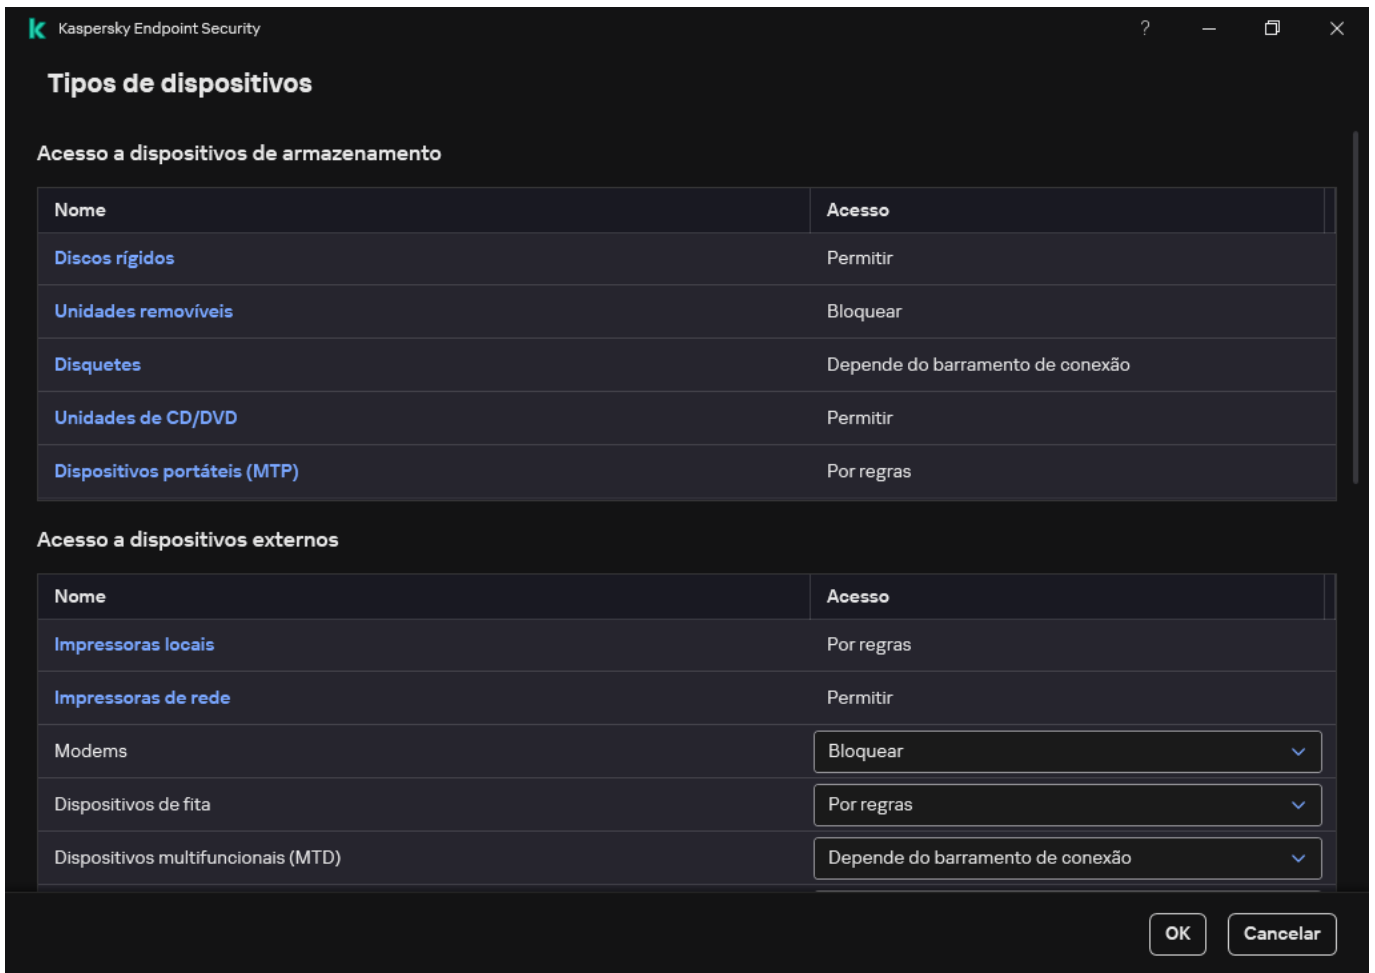 Kaspersky Endpoint Security
?
Tipos de dispositivos
Acesso a dispositivos de armazenamento
Nome Acesso
Discos rígidos Permitir
Unidades removíveis Bloquear
Disquetes Depende do barramento de conexão
Unidades de CD/DVD Permitir
Dispositivos portáteis (MTP) Por regras
Acesso a dispositivos externos
Nome Acesso
Impressoras locais Por regras
Impressoras de rede Permitir
Modems Bloquear
Dispositivos de fita Por regras
Dispositivos multifuncionais (MTD) Depende do barramento de conexão
OK Cancelar